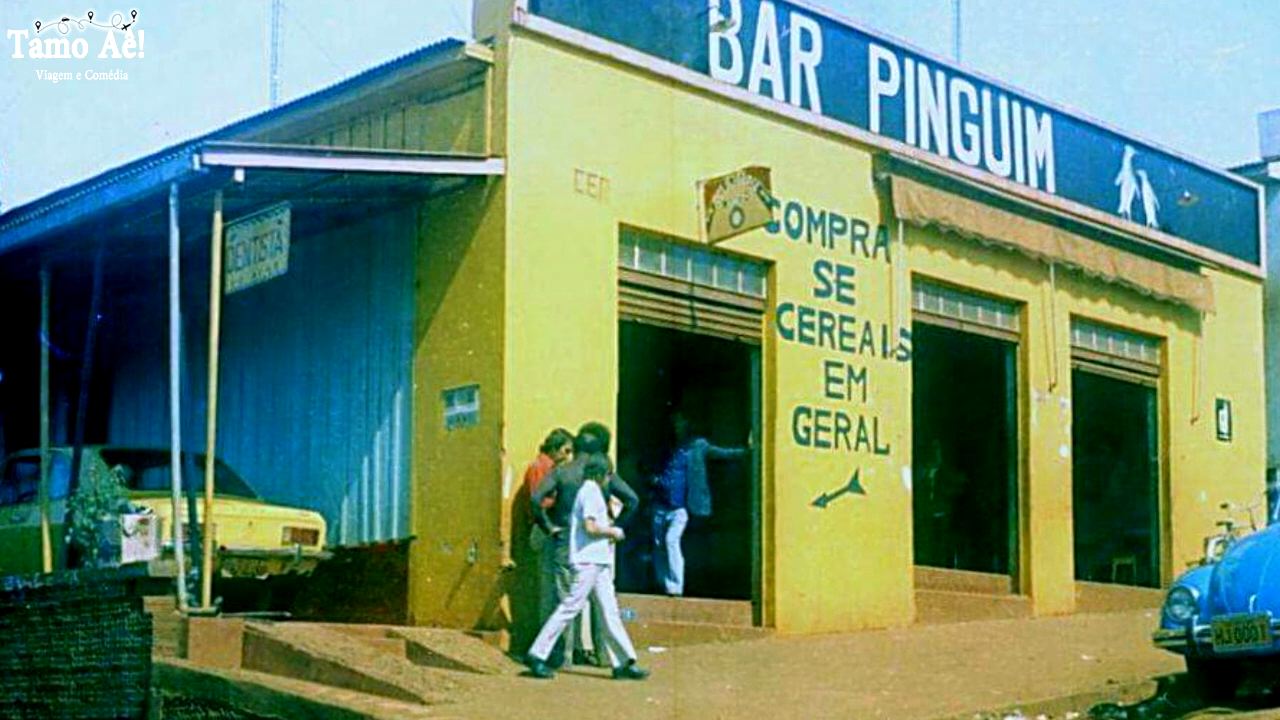 Tamo Aê!
Viagem e Comédia
BAR PINGUIM
DENTISTA
COMPRA
SE
CEREAIS
EM
GERAL